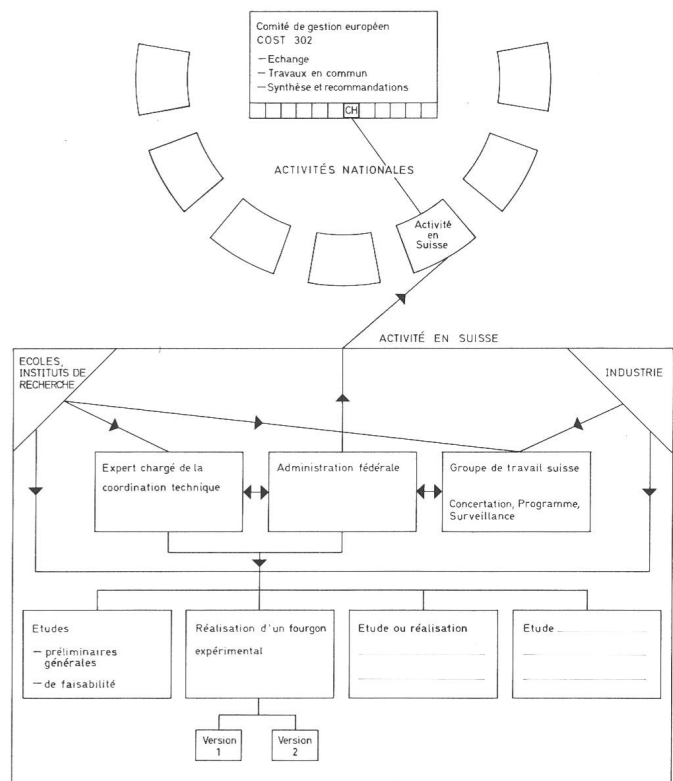 Comité de gestion européen
COST 302
— Echange
— Travaux en commun
— Synthèse et recommandations
CH
ACTIVITÉS NATIONALES
Activité
en
Suisse
ACTIVITÉ EN SUISSE
ECOLES,
INSTITUTS DE
RECHERCHE
INDUSTRIE
Expert chargé de la
coordination technique
Administration fédérale
Groupe de travail suisse
Concertation, Programme,
Surveillance
Etudes
— préliminaires
générales
— de faisabilité
Réalisation d'un fourgon
expérimental
Etude ou réalisation
Etude
Version
1
Version
2